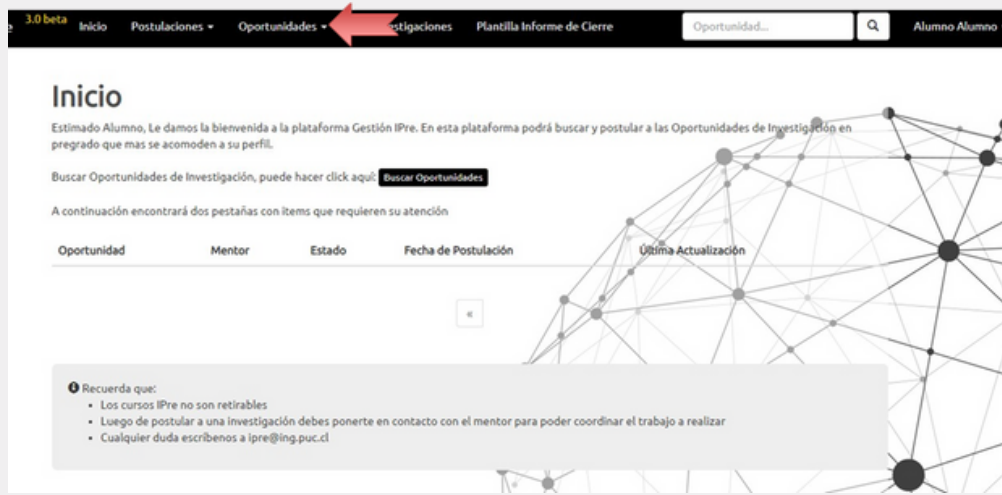 3.0 beta
Inicio Postulaciones Oportunidades estigaciones Plantilla Informe de Cierre Oportunidad... Alumno Alumno
Inicio
Estimado Alumno, Le damos la bienvenida a la plataforma Gestión IPre. En esta plataforma podrá buscar y postular a las Oportunidades de Investigación en
pregrado que mas se acomoden a su perfil.
Buscar Oportunidades de Investigación, puede hacer click aquí: Buscar Oportunidades
A continuación encontrará dos pestañas con items que requieren su atención
Oportunidad Mentor Estado Fecha de Postulación Última Actualización
«
Recuerda que:
Los cursos IPre no son retirables
Luego de postular a una investigación debes ponerte en contacto con el mentor para poder coordinar el trabajo a realizar
Cualquier duda escríbenos a ipre@ing.puc.cl